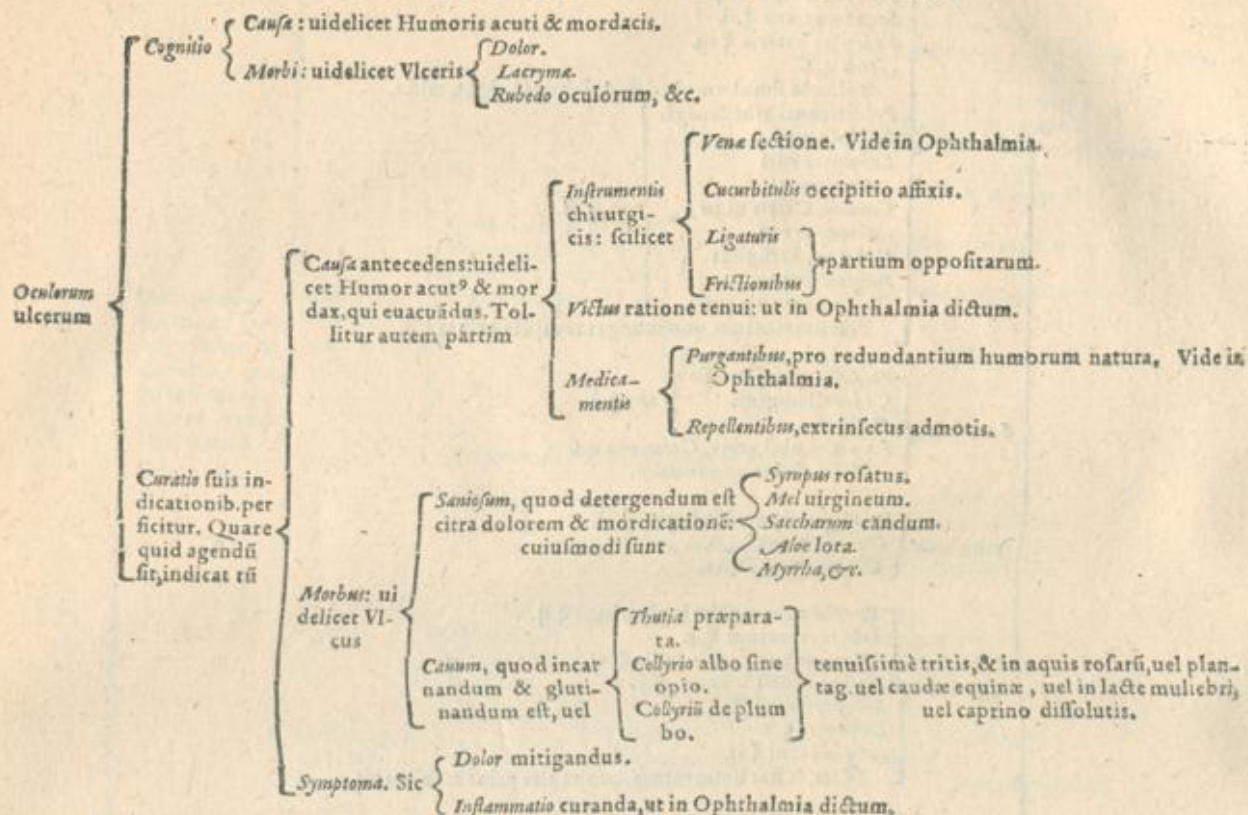 Oculorum
ulcerum
Cognitio
Causa : uidelicet Humoris acuti & mordacis.
Morbi : uidelicet Vlceris
Dolor.
Lacrymæ.
Rubedo oculorum, &c.
Curatio suis in-
dicationib. per
ficitur. Quare
quid agendū
sit, indicat tū
Causa antecedens: uideli-
cet Humor acut⁹ & mor
dax, qui euacuādus. Tol-
litur autem partim
Instrumentis
chirurgi-
cis: scilicet
Venæ sectione. Vide in Ophthalmia.
Cucurbitulis occipitio affixis.
Ligaturis
Frictionibus
partium oppositarum.
Victus ratione tenui: ut in Ophthalmia dictum.
Medica-
mentis
Purgantibus, pro redundantium humorum natura, Vide in
Ophthalmia.
Repellentibus, extrinsecus admotis.
Morbus: ui
delicet Vl-
cus
Saniosum, quod detergendum est
citra dolorem & mordicationē:
cuiusmodi sunt
Syrupus rosatus.
Mel uirgineum.
Saccharum candum.
Aloe lota.
Myrrha, &c.
Cauum, quod incar
nandum & gluti-
nandum est, uel
Thutia præpara-
ta.
Collyrio albo sine
opio.
Collyriū de plum
bo.
tenuissimè tritis, & in aquis rosarū, uel plan-
tag. uel caudæ equinæ, uel in lacte muliebri,
uel caprino dissolutis.
Symptoma. Sic
Dolor mitigandus.
Inflammatio curanda, ut in Ophthalmia dictum.